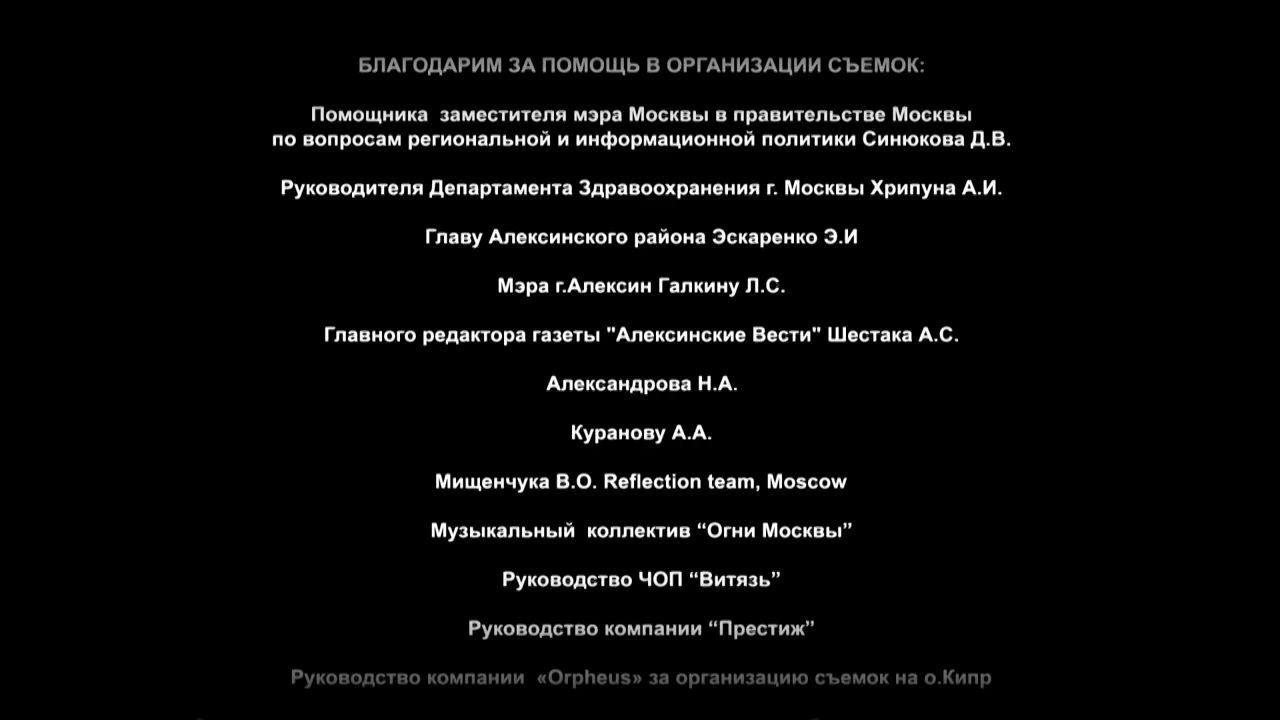 БЛАГОДАРИМ ЗА ПОМОЩЬ В ОРГАНИЗАЦИИ СЪЕМОК:
Помощника заместителя мэра Москвы в правительстве Москвы
по вопросам региональной и информационной политики Синюкова Д.В.
Руководителя Департамента Здравоохранения г. Москвы Хрипуна А.И.
Главу Алексинского района Эскаренко Э.И
Мэра г.Алексин Галкину Л.С.
Главного редактора газеты "Алексинские Вести" Шестака А.С.
Александрова Н.А.
Куранову А.А.
Мищенчука В.О. Reflection team, Moscow
Музыкальный коллектив “Огни Москвы”
Руководство ЧОП “Витязь”
Руководство компании “Престиж”
Руководство компании «Orpheus» за организацию съемок на о.Кипр